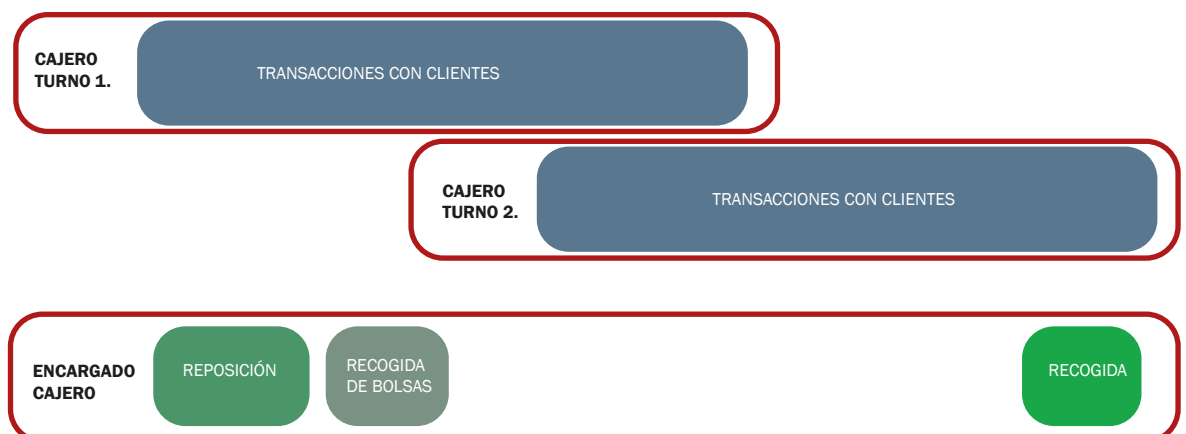 CAJERO
TURNO 1.
TRANSACCIONES CON CLIENTES
CAJERO
TURNO 2.
TRANSACCIONES CON CLIENTES
ENCARGADO
CAJERO
REPOSICIÓN
RECOGIDA
DE BOLSAS
RECOGIDA